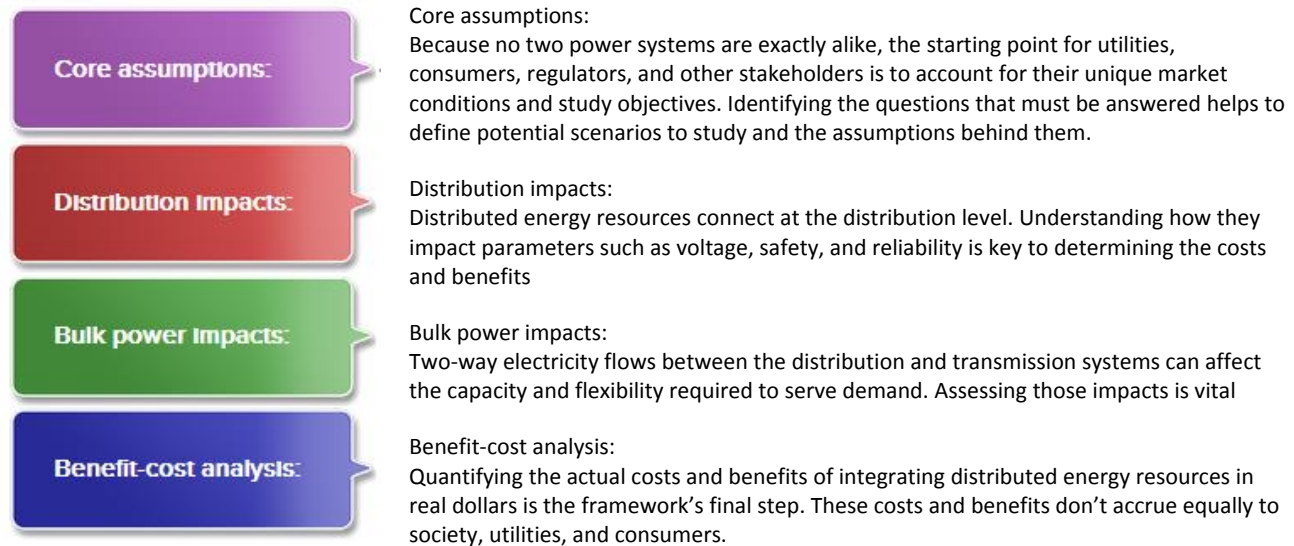 Core assumptions:
Core assumptions:
Because no two power systems are exactly alike, the starting point for utilities,
consumers, regulators, and other stakeholders is to account for their unique market
conditions and study objectives. Identifying the questions that must be answered helps to
define potential scenarios to study and the assumptions behind them.
Distribution impacts:
Distribution impacts:
Distributed energy resources connect at the distribution level. Understanding how they
impact parameters such as voltage, safety, and reliability is key to determining the costs
and benefits
Bulk power impacts:
Bulk power impacts:
Two-way electricity flows between the distribution and transmission systems can affect
the capacity and flexibility required to serve demand. Assessing those impacts is vital
Benefit-cost analysis:
Benefit-cost analysis:
Quantifying the actual costs and benefits of integrating distributed energy resources in
real dollars is the framework’s final step. These costs and benefits don’t accrue equally to
society, utilities, and consumers.